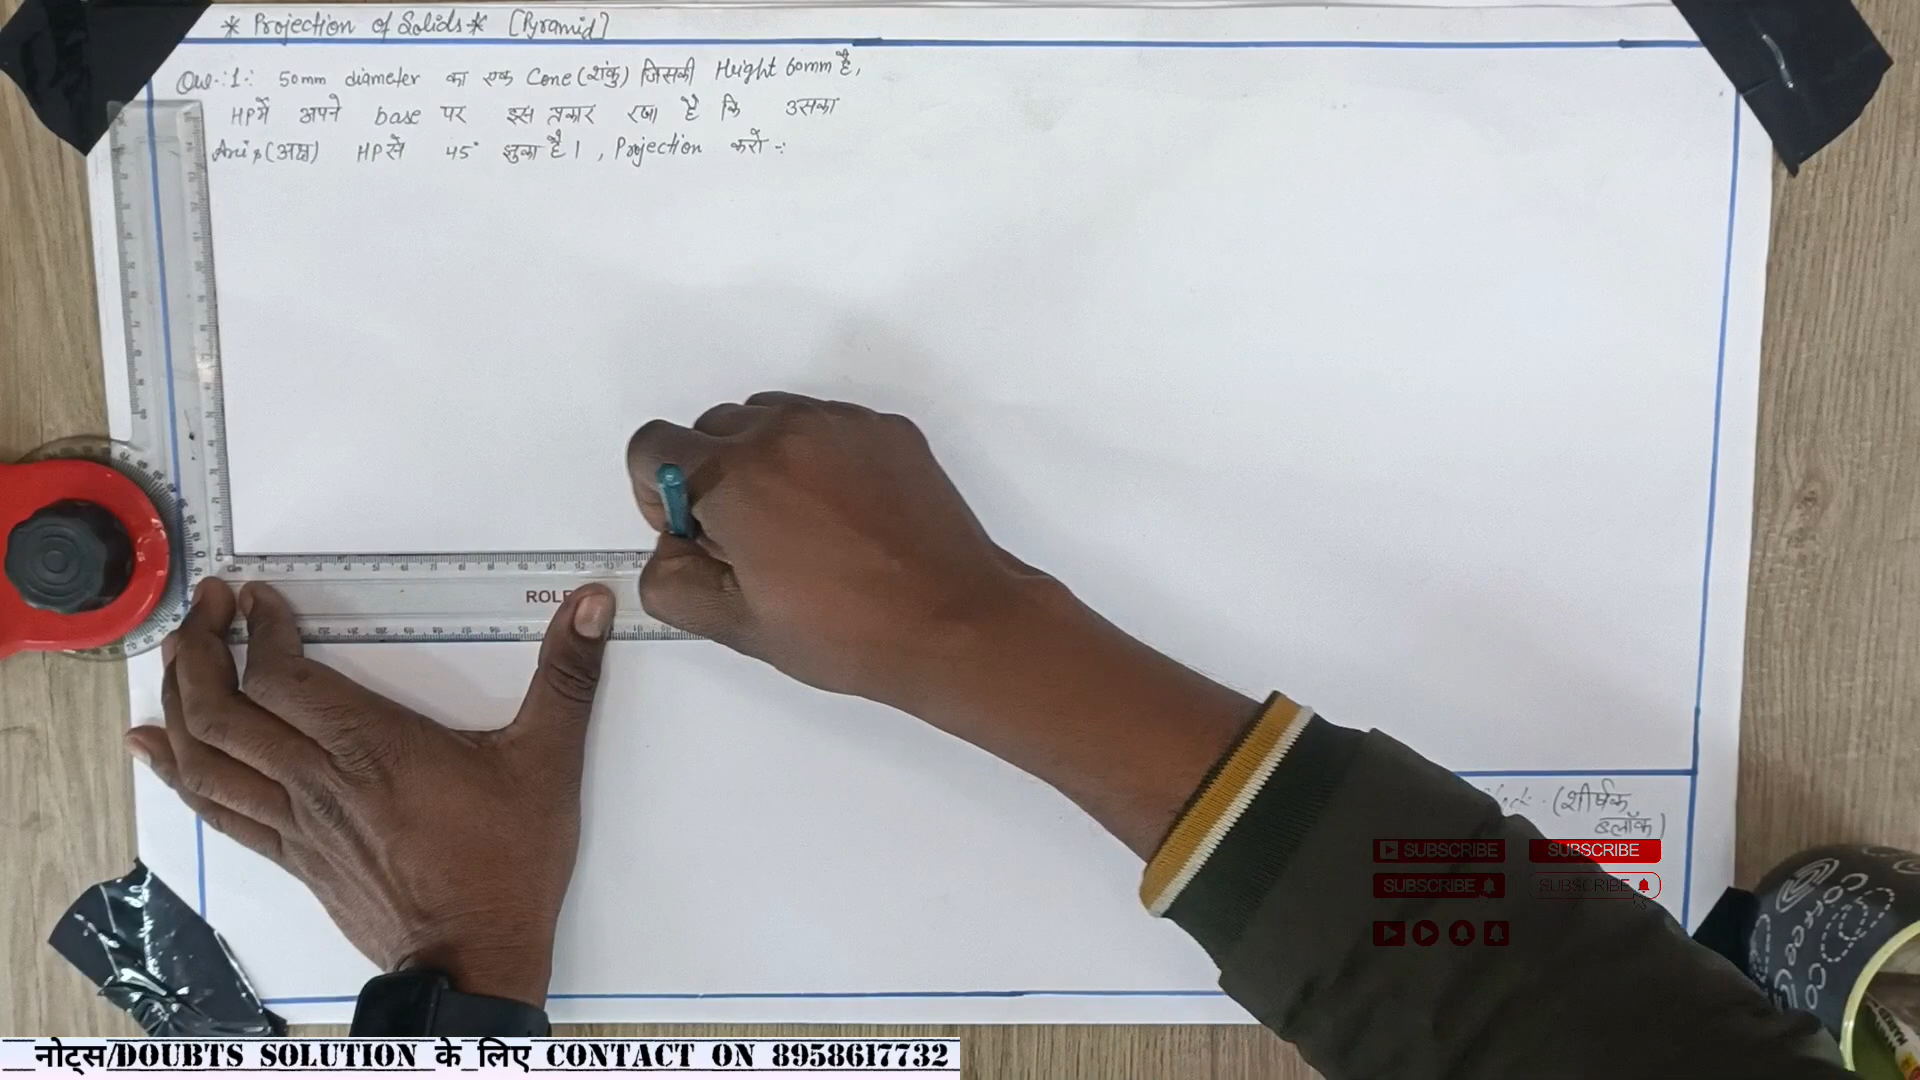 * Projection of Solids * [Pyramid]
Que.:1.: 50mm diameter का एक Cone (शंकु) जिसकी Height 60mm है,
HP में अपने base पर इस प्रकार रखा है कि उसका
Axis (अक्ष) HP से 45° झुका है। , Projection करो -:
ROLE
(शीर्षक
ब्लॉक)
SUBSCRIBE SUBSCRIBE
SUBSCRIBE SUBSCRIBE
COFFEE
नोट्स/DOUBTS SOLUTION के लिए CONTACT ON 8958617732